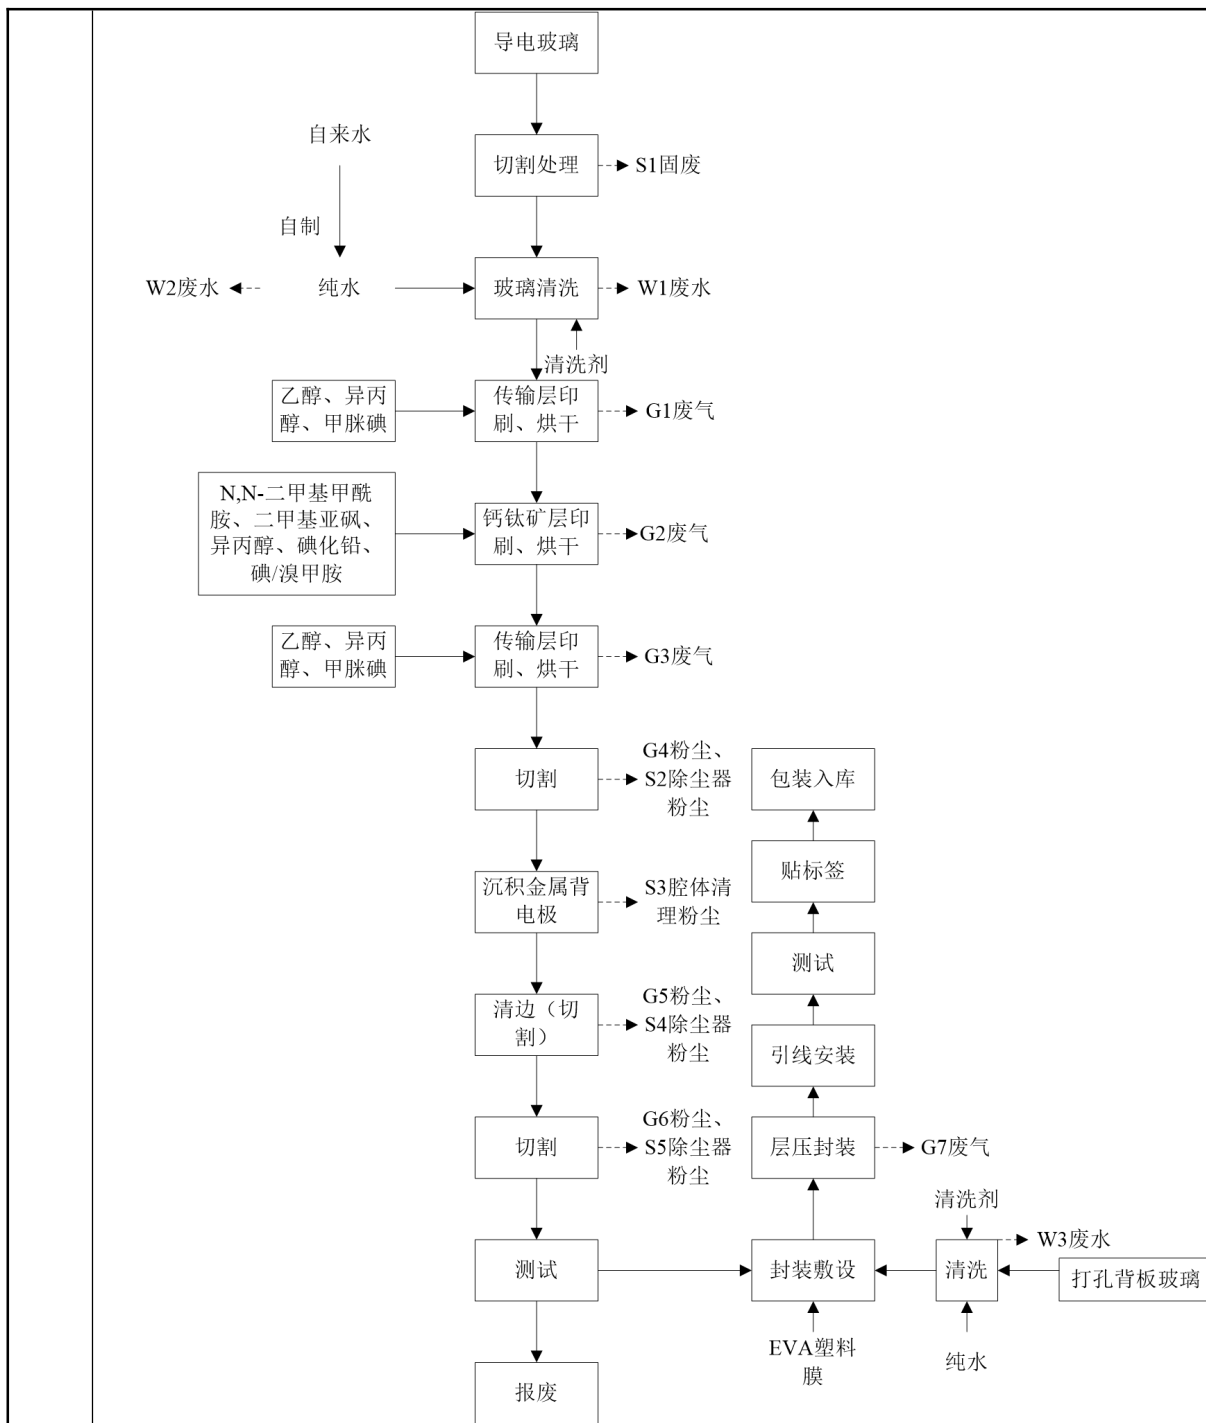 导电玻璃
自来水
切割处理
S1固废
自制
W2废水
纯水
玻璃清洗
W1废水
清洗剂
乙醇、异丙
醇、甲脒碘
传输层印
刷、烘干
G1废气
N,N-二甲基甲酰
胺、二甲基亚砜、
异丙醇、碘化铅、
碘/溴甲胺
钙钛矿层印
刷、烘干
G2废气
乙醇、异丙
醇、甲脒碘
传输层印
刷、烘干
G3废气
切割
G4粉尘、
S2除尘器
粉尘
包装入库
沉积金属背
电极
S3腔体清
理粉尘
贴标签
测试
清边（切
割）
G5粉尘、
S4除尘器
粉尘
引线安装
切割
G6粉尘、
S5除尘器
粉尘
层压封装
G7废气
清洗剂
W3废水
测试
封装敷设
清洗
打孔背板玻璃
EVA塑料
膜
纯水
报废